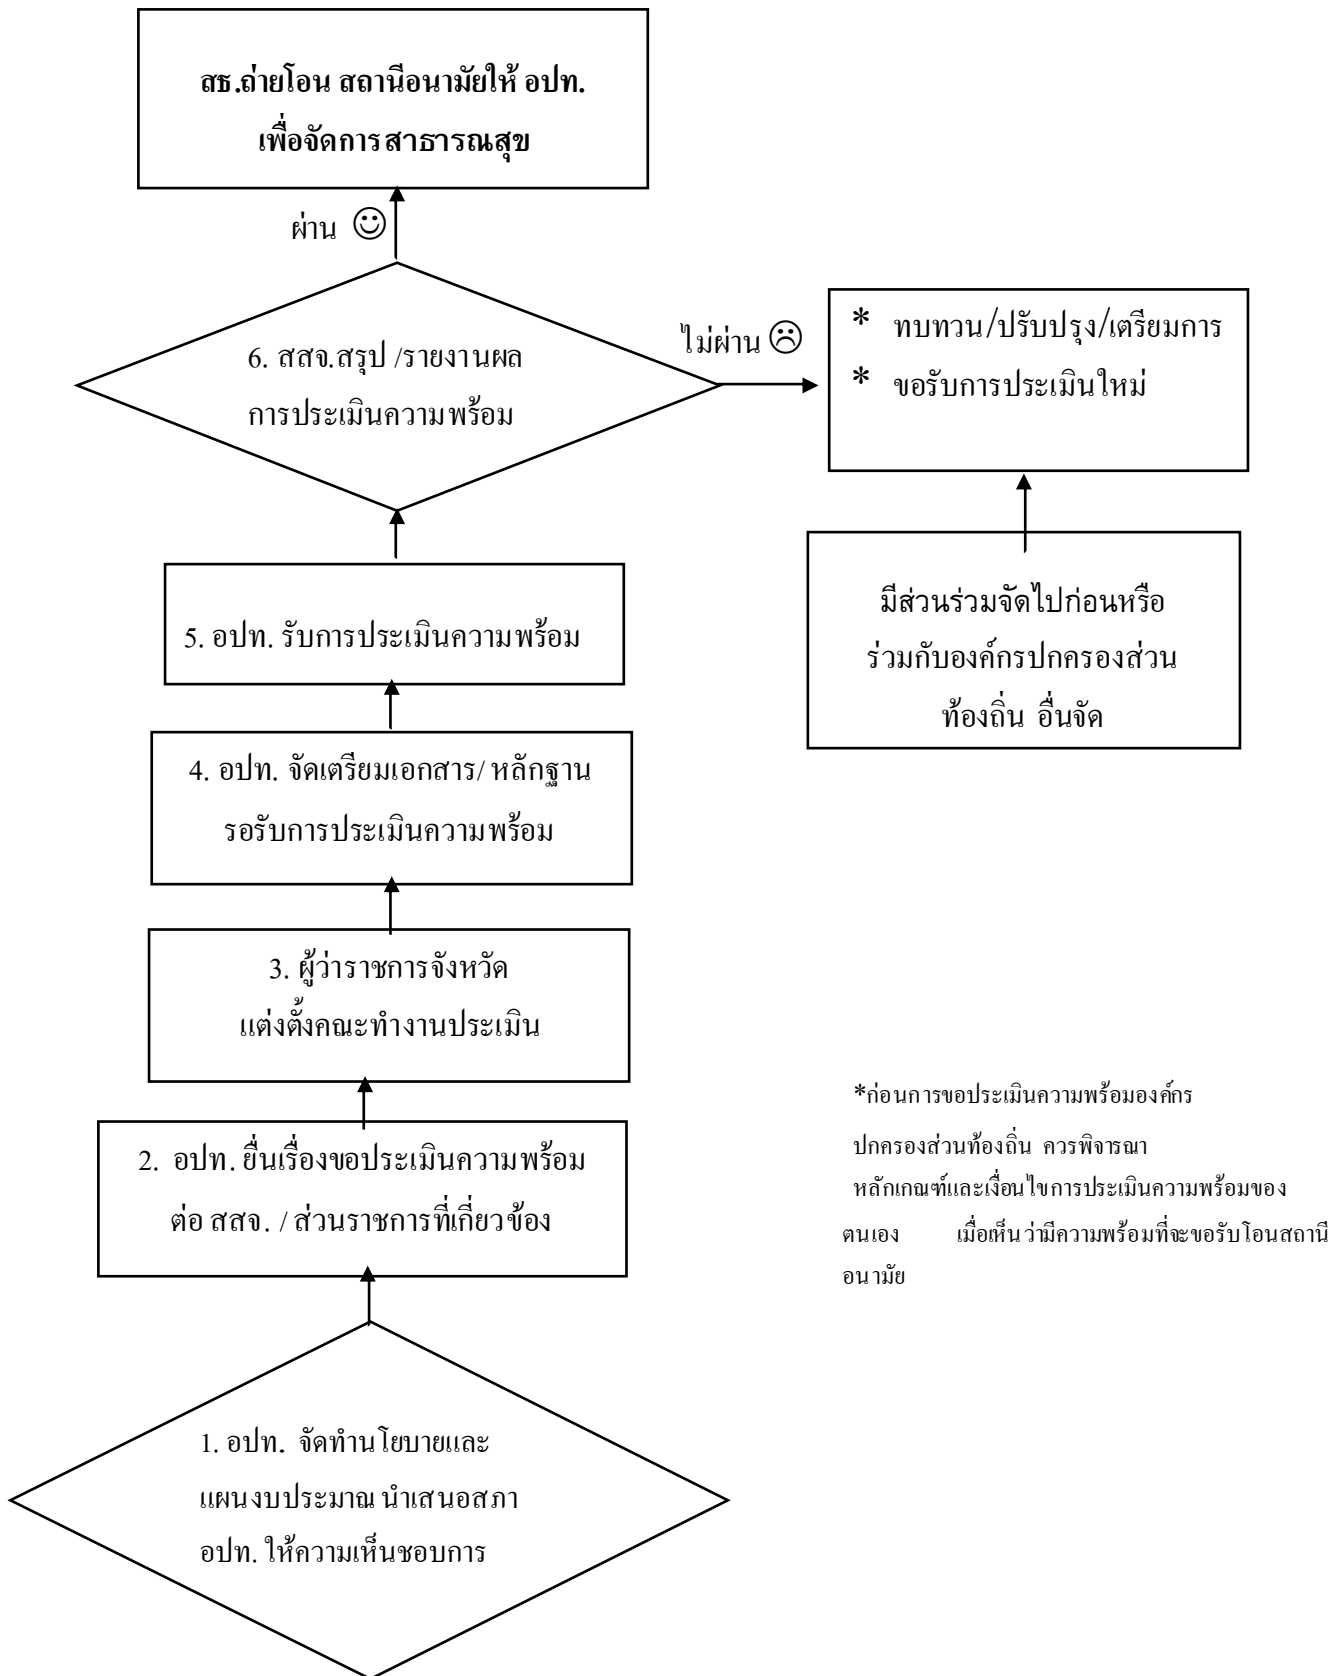 สธ.ถ่ายโอน สถานีอนามัยให้ อปท.
เพื่อจัดการสาธารณสุข
ผ่าน ☺
6. สสจ.สรุป /รายงานผล
การประเมินความพร้อม
ไม่ผ่าน ☹
* ทบทวน/ปรับปรุง/เตรียมการ
* ขอรับการประเมินใหม่
มีส่วนร่วมจัดไปก่อนหรือ
ร่วมกับองค์กรปกครองส่วน
ท้องถิ่น อื่นจัด
5. อปท. รับการประเมินความพร้อม
4. อปท. จัดเตรียมเอกสาร/ หลักฐาน
รอรับการประเมินความพร้อม
3. ผู้ว่าราชการจังหวัด
แต่งตั้งคณะทำงานประเมิน
2. อปท. ยื่นเรื่องขอประเมินความพร้อม
ต่อ สสจ. / ส่วนราชการที่เกี่ยวข้อง
1. อปท. จัดทำนโยบายและ
แผนงบประมาณ นำเสนอสภา
อปท. ให้ความเห็นชอบการ
*ก่อนการขอประเมินความพร้อมองค์กร
ปกครองส่วนท้องถิ่น ควรพิจารณา
หลักเกณฑ์และเงื่อนไขการประเมินความพร้อมของ
ตนเอง เมื่อเห็นว่ามีความพร้อมที่จะขอรับโอนสถานี
อนามัย